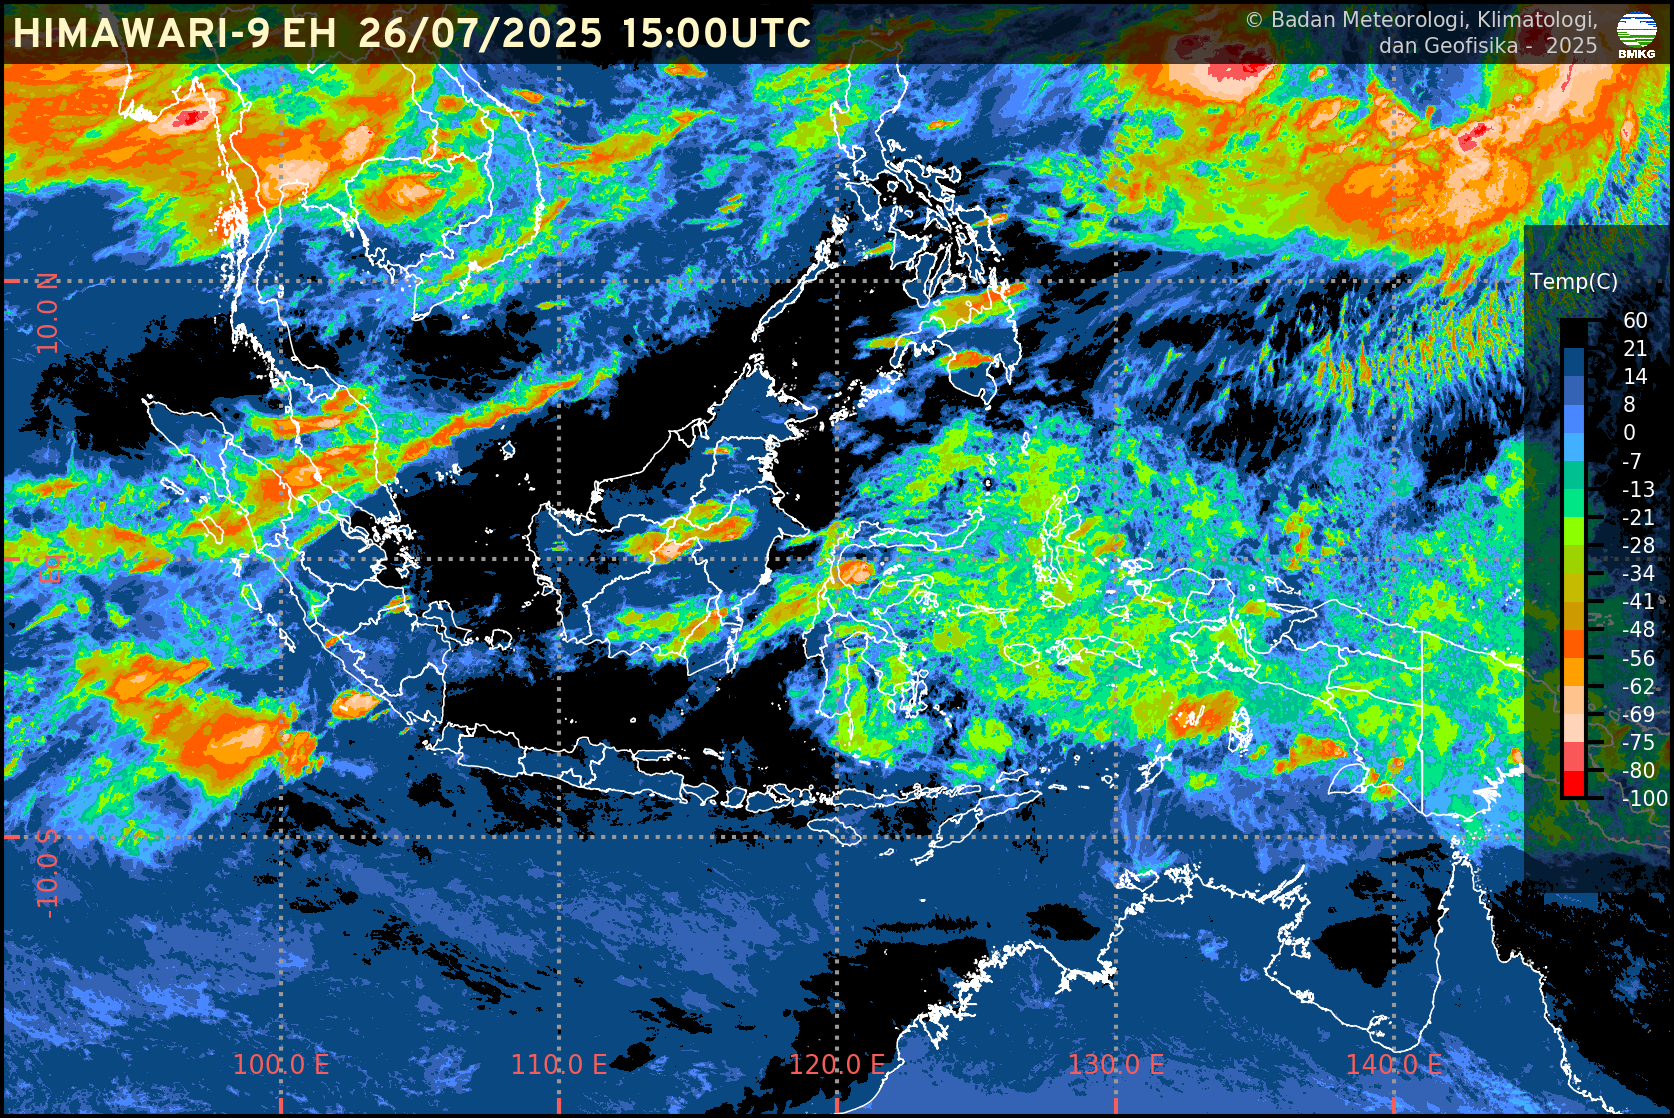 HIMAWARI-9 EH 26/07/2025 15:00UTC
© Badan Meteorologi, Klimatologi,
dan Geofisika - 2025
BMKG
Temp(C)
60
21
14
8
0
-7
-13
-21
-28
-34
-41
-48
-56
-62
-69
-75
-80
-100
10.0 N
EQ
-10.0 S
100.0 E
110.0 E
120.0 E
130.0 E
140.0 E